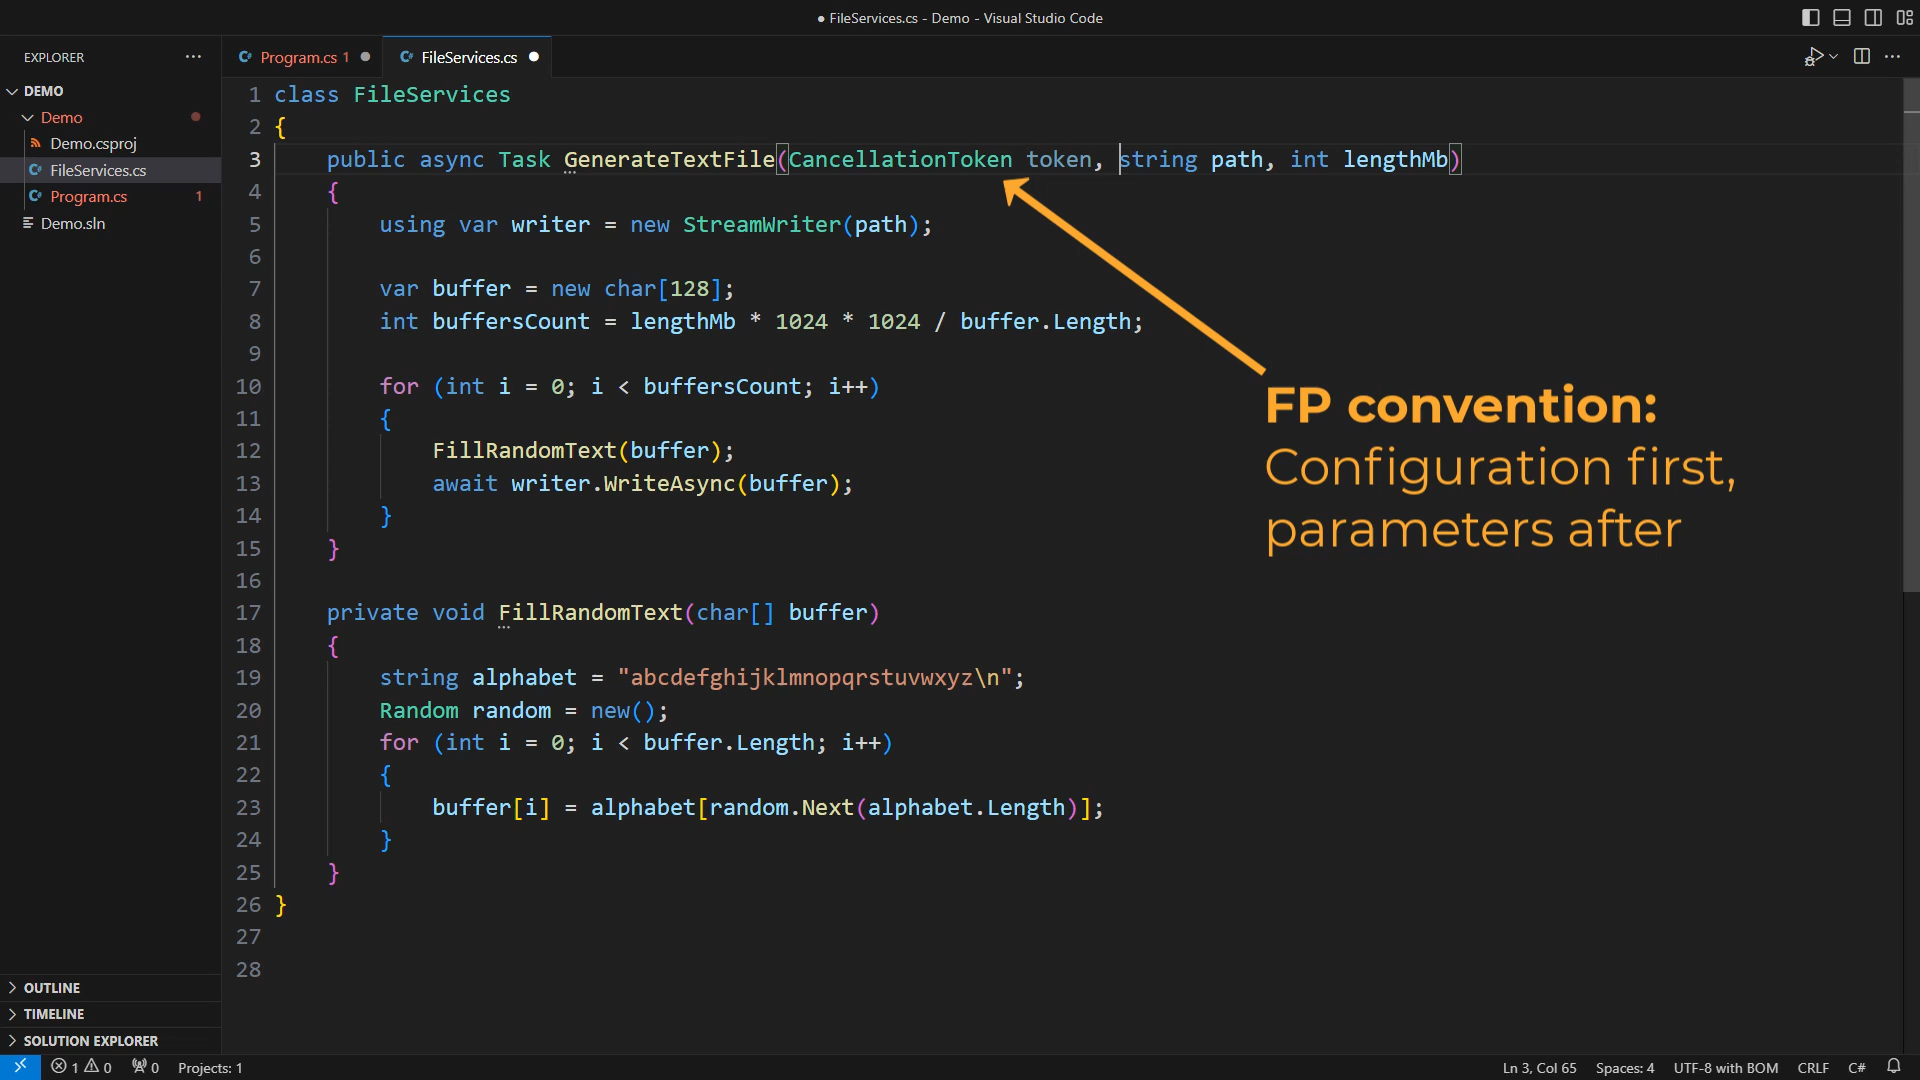 ● FileServices.cs - Demo - Visual Studio Code
EXPLORER
Program.cs 1
FileServices.cs
DEMO
Demo
Demo.csproj
FileServices.cs
Program.cs 1
Demo.sln
1 class FileServices
2 {
3 public async Task GenerateTextFile(CancellationToken token, string path, int lengthMb)
4 {
5 using var writer = new StreamWriter(path);
6
7 var buffer = new char[128];
8 int buffersCount = lengthMb * 1024 * 1024 / buffer.Length;
9
10 for (int i = 0; i < buffersCount; i++)
11 {
12 FillRandomText(buffer);
13 await writer.WriteAsync(buffer);
14 }
15 }
16
17 private void FillRandomText(char[] buffer)
18 {
19 string alphabet = "abcdefghijklmnopqrstuvwxyz\n";
20 Random random = new();
21 for (int i = 0; i < buffer.Length; i++)
22 {
23 buffer[i] = alphabet[random.Next(alphabet.Length)];
24 }
25 }
26 }
27
28
FP convention:
Configuration first,
parameters after
OUTLINE
TIMELINE
SOLUTION EXPLORER
1 0 0 Projects: 1
Ln 3, Col 65 Spaces: 4 UTF-8 with BOM CRLF C#